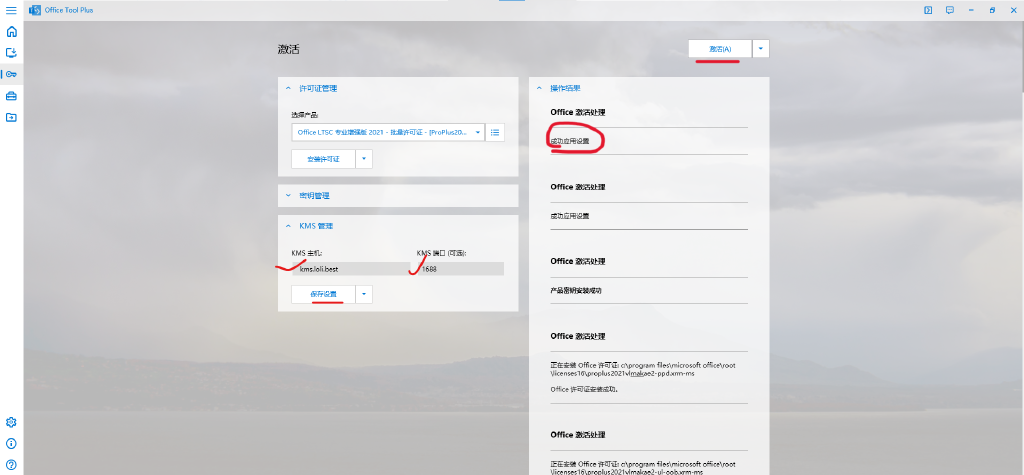 Office Tool Plus
激活
激活(A)
许可证管理
选择产品:
Office LTSC 专业增强版 2021 - 批量许可证 - [ProPlus20...
安装许可证
密钥管理
KMS 管理
KMS 主机:
KMS 端口 (可选):
kms.loli.best
1688
保存设置
操作结果
Office 激活处理
成功应用设置
Office 激活处理
成功应用设置
Office 激活处理
产品密钥安装成功
Office 激活处理
正在安装 Office 许可证: c:\program files\microsoft office\root
\licenses16\proplus2021vlmakae2-ppd.xrm-ms
Office 许可证安装成功。
Office 激活处理
正在安装 Office 许可证: c:\program files\microsoft office\root
\licenses16\proplus2021vlmakae2-ul-oob.xrm-ms